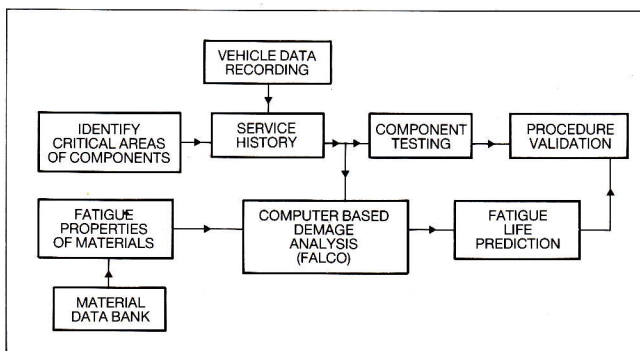 VEHICLE DATA
RECORDING
IDENTIFY
CRITICAL AREAS
OF COMPONENTS
SERVICE
HISTORY
COMPONENT
TESTING
PROCEDURE
VALIDATION
FATIGUE
PROPERTIES
OF MATERIALS
COMPUTER BASED
DEMAGE
ANALYSIS
(FALCO)
FATIGUE
LIFE
PREDICTION
MATERIAL
DATA BANK